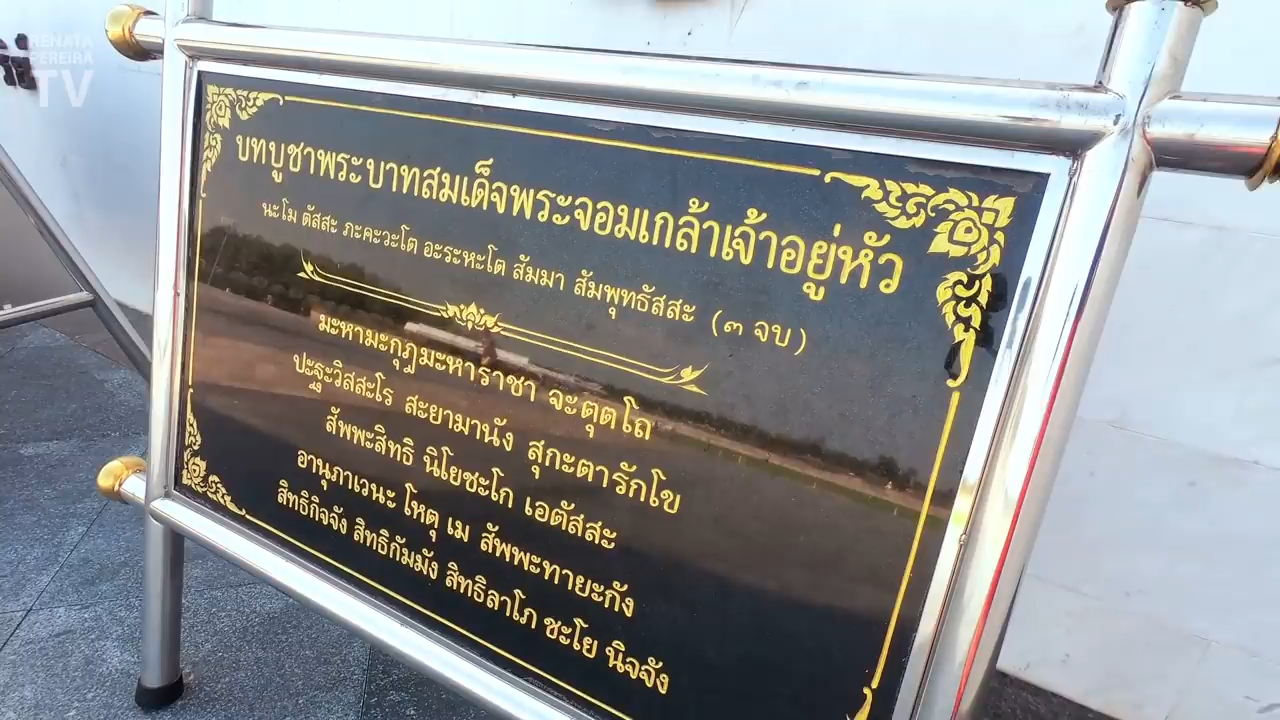 RENATA
PEREIRA
TV
บทบูชาพระบาทสมเด็จพระจอมเกล้าเจ้าอยู่หัว
นะโม ตัสสะ ภะคะวะโต อะระหะโต สัมมา สัมพุทธัสสะ (๓ จบ)
มะหามะกุฏมะหาราชา จะตุตโถ
ปะฐะวิสสะโร สะยามานัง สุกะตารักโข
สัพพะสิทธิ นิโยชะโก เอตัสสะ
อานุภาเวนะ โหตุ เม สัพพะทายะกัง
สิทธิกิจจัง สิทธิกัมมัง สิทธิลาโภ ชะโย นิจจัง